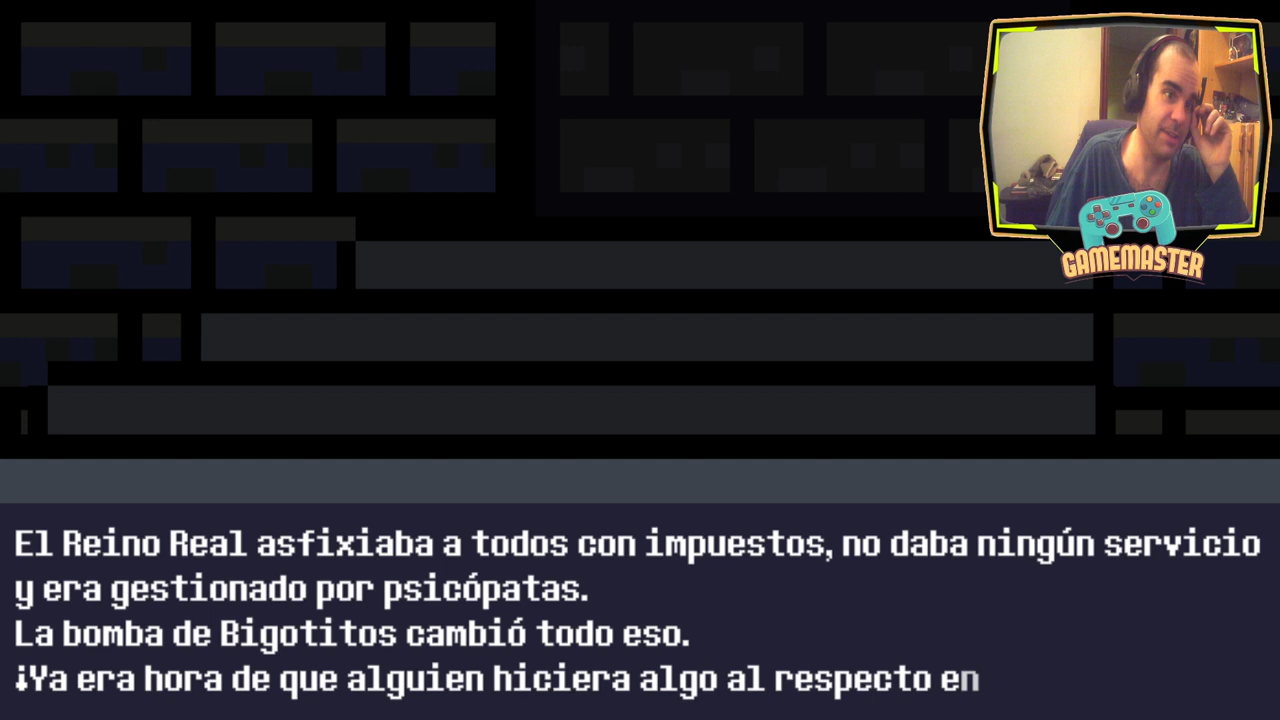 GAMEMASTER
El Reino Real asfixiaba a todos con impuestos, no daba ningún servicio
y era gestionado por psicópatas.
La bomba de Bigotitos cambió todo eso.
¡Ya era hora de que alguien hiciera algo al respecto en